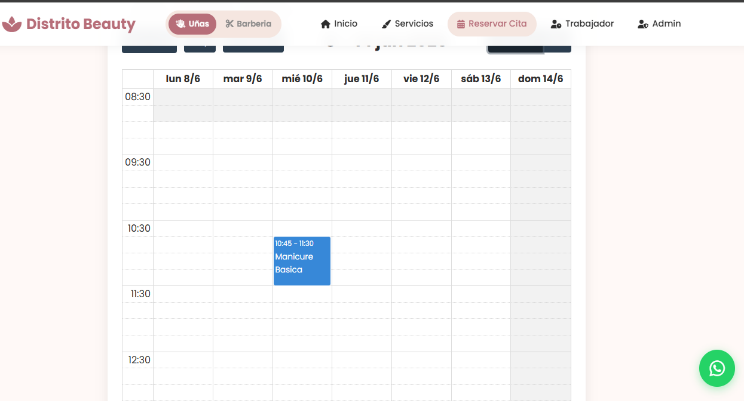 Distrito Beauty
Uñas
Barberia
Inicio
Servicios
Reservar Cita
Trabajador
Admin
lun 8/6
mar 9/6
mié 10/6
jue 11/6
vie 12/6
sáb 13/6
dom 14/6
08:30
09:30
10:30
10:45 - 11:30
Manicure
Basica
11:30
12:30